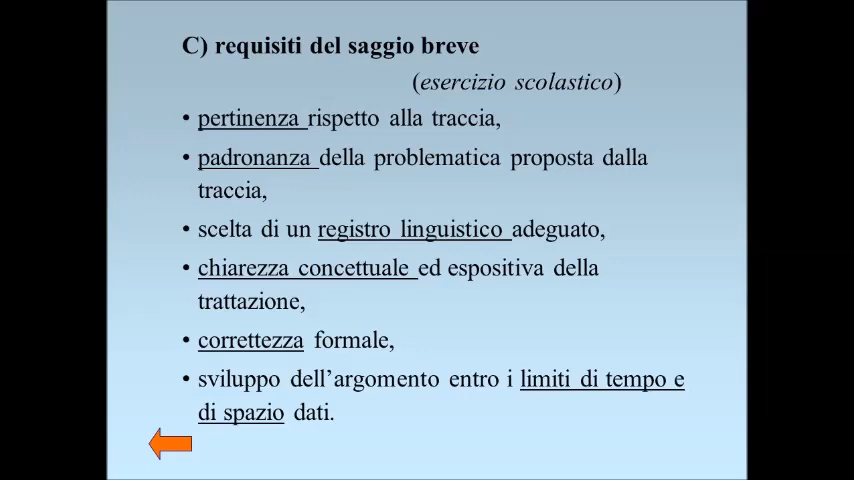 C) requisiti del saggio breve
(esercizio scolastico)
• pertinenza rispetto alla traccia,
• padronanza della problematica proposta dalla
traccia,
• scelta di un registro linguistico adeguato,
• chiarezza concettuale ed espositiva della
trattazione,
• correttezza formale,
• sviluppo dell’argomento entro i limiti di tempo e
di spazio dati.